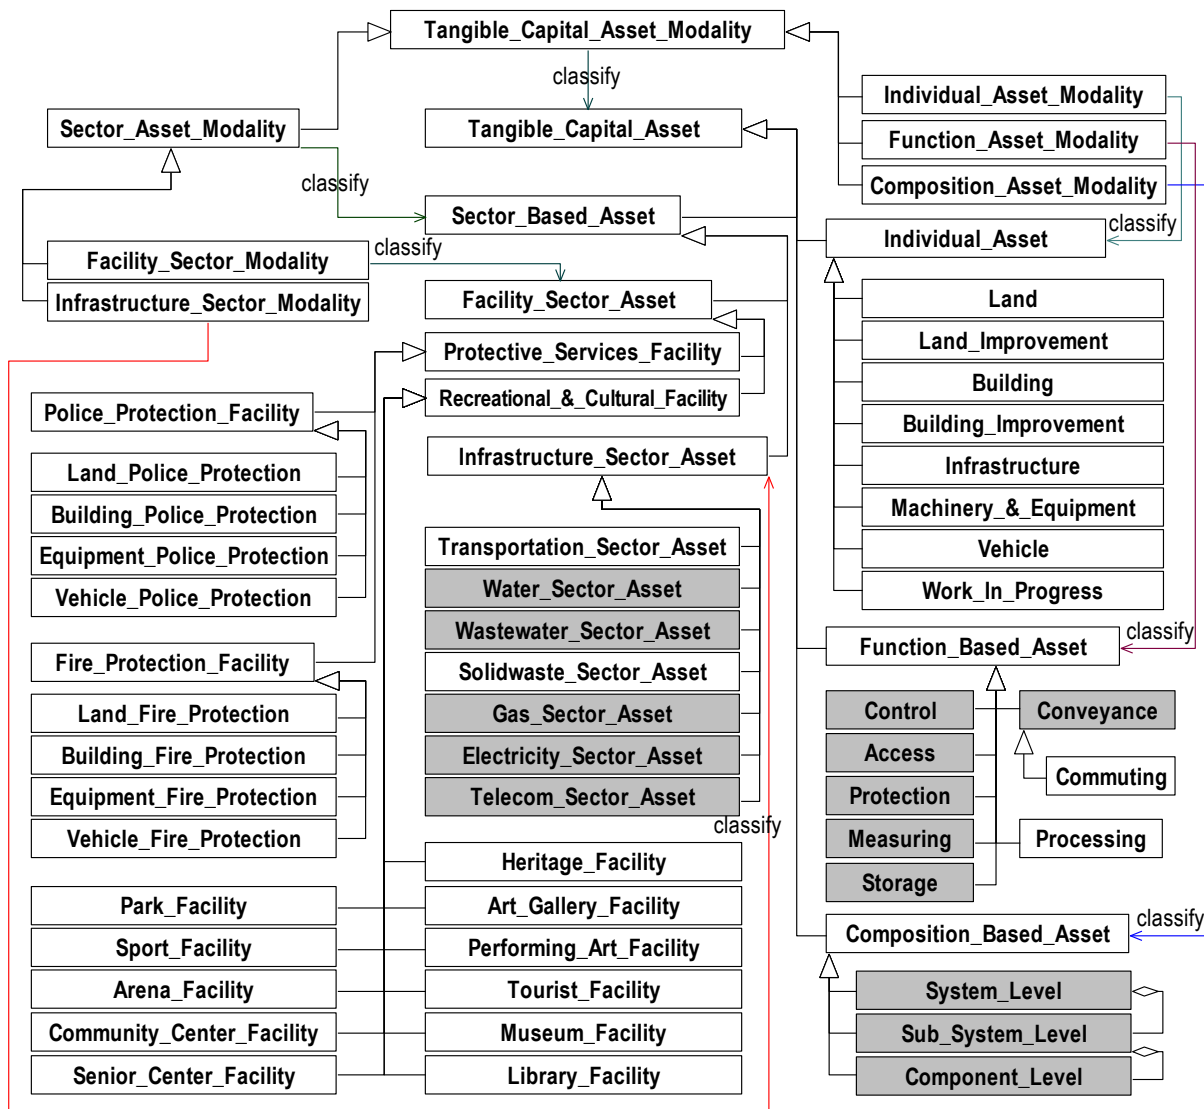 Tangible_Capital_Asset_Modality
classify
Sector_Asset_Modality
Tangible_Capital_Asset
Individual_Asset_Modality
Function_Asset_Modality
Composition_Asset_Modality
classify
Sector_Based_Asset
classify
Individual_Asset
classify
Facility_Sector_Modality
Infrastructure_Sector_Modality
Facility_Sector_Asset
Protective_Services_Facility
Recreational_&_Cultural_Facility
Infrastructure_Sector_Asset
Land
Land_Improvement
Building
Building_Improvement
Infrastructure
Machinery_&_Equipment
Vehicle
Work_In_Progress
Police_Protection_Facility
Land_Police_Protection
Building_Police_Protection
Equipment_Police_Protection
Vehicle_Police_Protection
Fire_Protection_Facility
Land_Fire_Protection
Building_Fire_Protection
Equipment_Fire_Protection
Vehicle_Fire_Protection
Transportation_Sector_Asset
Water_Sector_Asset
Wastewater_Sector_Asset
Solidwaste_Sector_Asset
Gas_Sector_Asset
Electricity_Sector_Asset
Telecom_Sector_Asset
classify
classify
Function_Based_Asset
Control
Conveyance
Access
Commuting
Protection
Measuring
Processing
Storage
Heritage_Facility
Park_Facility
Art_Gallery_Facility
Sport_Facility
Performing_Art_Facility
Arena_Facility
Tourist_Facility
Community_Center_Facility
Museum_Facility
Senior_Center_Facility
Library_Facility
classify
Composition_Based_Asset
System_Level
Sub_System_Level
Component_Level